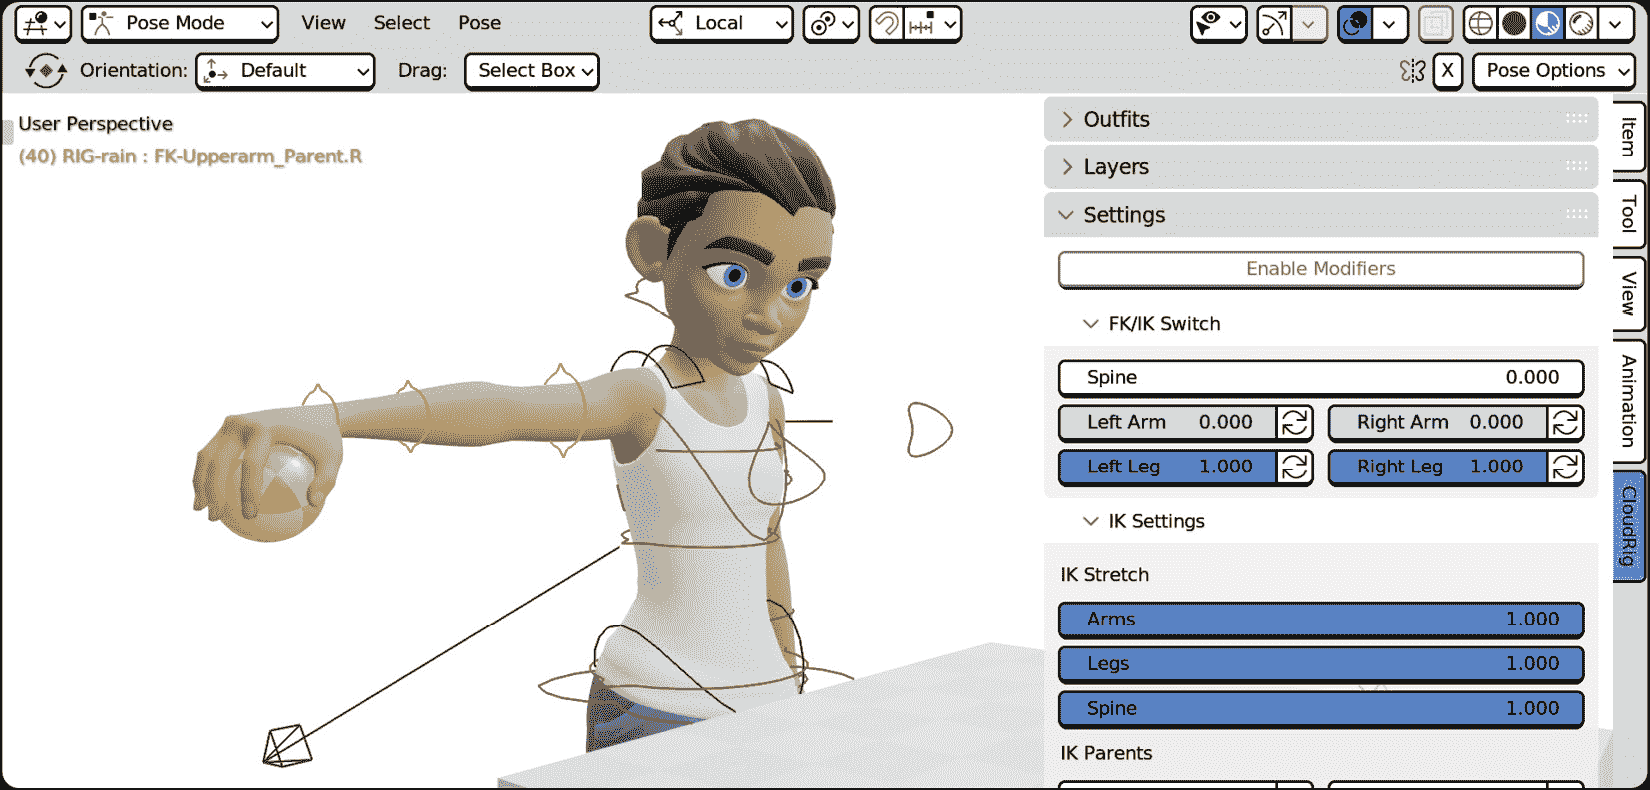 Pose Mode View Select Pose Local
Orientation: Default Drag: Select Box X Pose Options
User Perspective
(40) RIG-rain : FK-Upperarm_Parent.R
Outfits
Layers
Settings
Enable Modifiers
FK/IK Switch
Spine 0.000
Left Arm 0.000 Right Arm 0.000
Left Leg 1.000 Right Leg 1.000
IK Settings
IK Stretch
Arms 1.000
Legs 1.000
Spine 1.000
IK Parents
Item
Tool
View
Animation
CloudRig